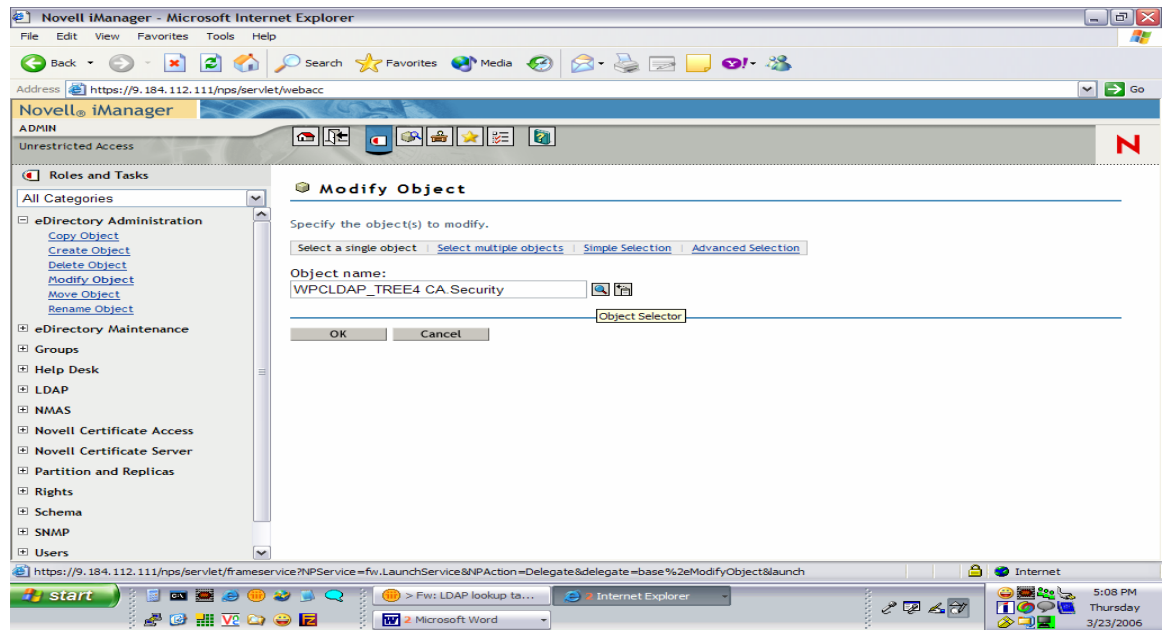 Novell iManager - Microsoft Internet Explorer
File Edit View Favorites Tools Help
Back Search Favorites Media
Address https://9.184.112.111/nps/servlet/webacc Go
Novell® iManager
ADMIN
Unrestricted Access
N
Roles and Tasks
All Categories
eDirectory Administration
Copy Object
Create Object
Delete Object
Modify Object
Move Object
Rename Object
eDirectory Maintenance
Groups
Help Desk
LDAP
NMAS
Novell Certificate Access
Novell Certificate Server
Partition and Replicas
Rights
Schema
SNMP
Users
Modify Object
Specify the object(s) to modify.
Select a single object | Select multiple objects | Simple Selection | Advanced Selection
Object name:
WPCLDAP_TREE4 CA.Security
Object Selector
OK Cancel
https://9.184.112.111/nps/servlet/frameservice?NPService=fw.LaunchService&NPAction=Delegate&delegate=base%2eModifyObject&launch Internet
start > Fw: LDAP lookup ta... 2 Internet Explorer 5:08 PM
Thursday
2 Microsoft Word 3/23/2006